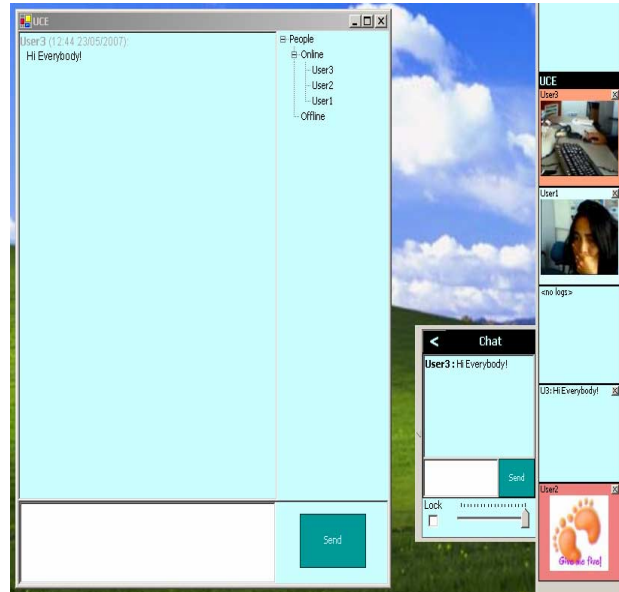 UCE
User3 (12:44 23/05/2007):
Hi Everybody!
People
Online
User3
User2
User1
Offline
Send
< Chat
User3 : Hi Everybody!
Send
Lock
UCE
User3
User1
<no logs>
U3: Hi Everybody!
User2
Give me five!